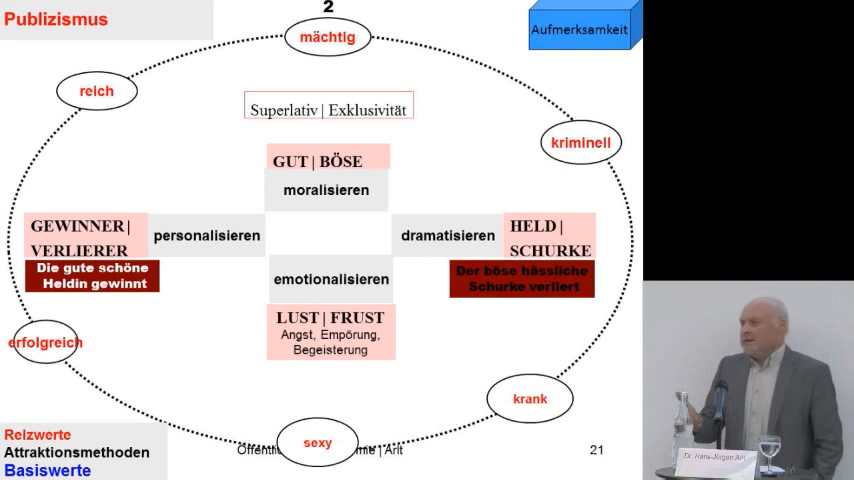 Publizismus
2
mächtig
Aufmerksamkeit
reich
Superlativ | Exklusivität
kriminell
GUT | BÖSE
moralisieren
GEWINNER |
VERLIERER
personalisieren
dramatisieren
HELD |
SCHURKE
Die gute schöne
Heldin gewinnt
emotionalisieren
Der böse hässliche
Schurke verliert
LUST | FRUST
Angst, Empörung,
Begeisterung
erfolgreich
krank
sexy
Reizwerte
Attraktionsmethoden
Basiswerte
| Arlt
21
Dr. Hans-Jürgen Arlt